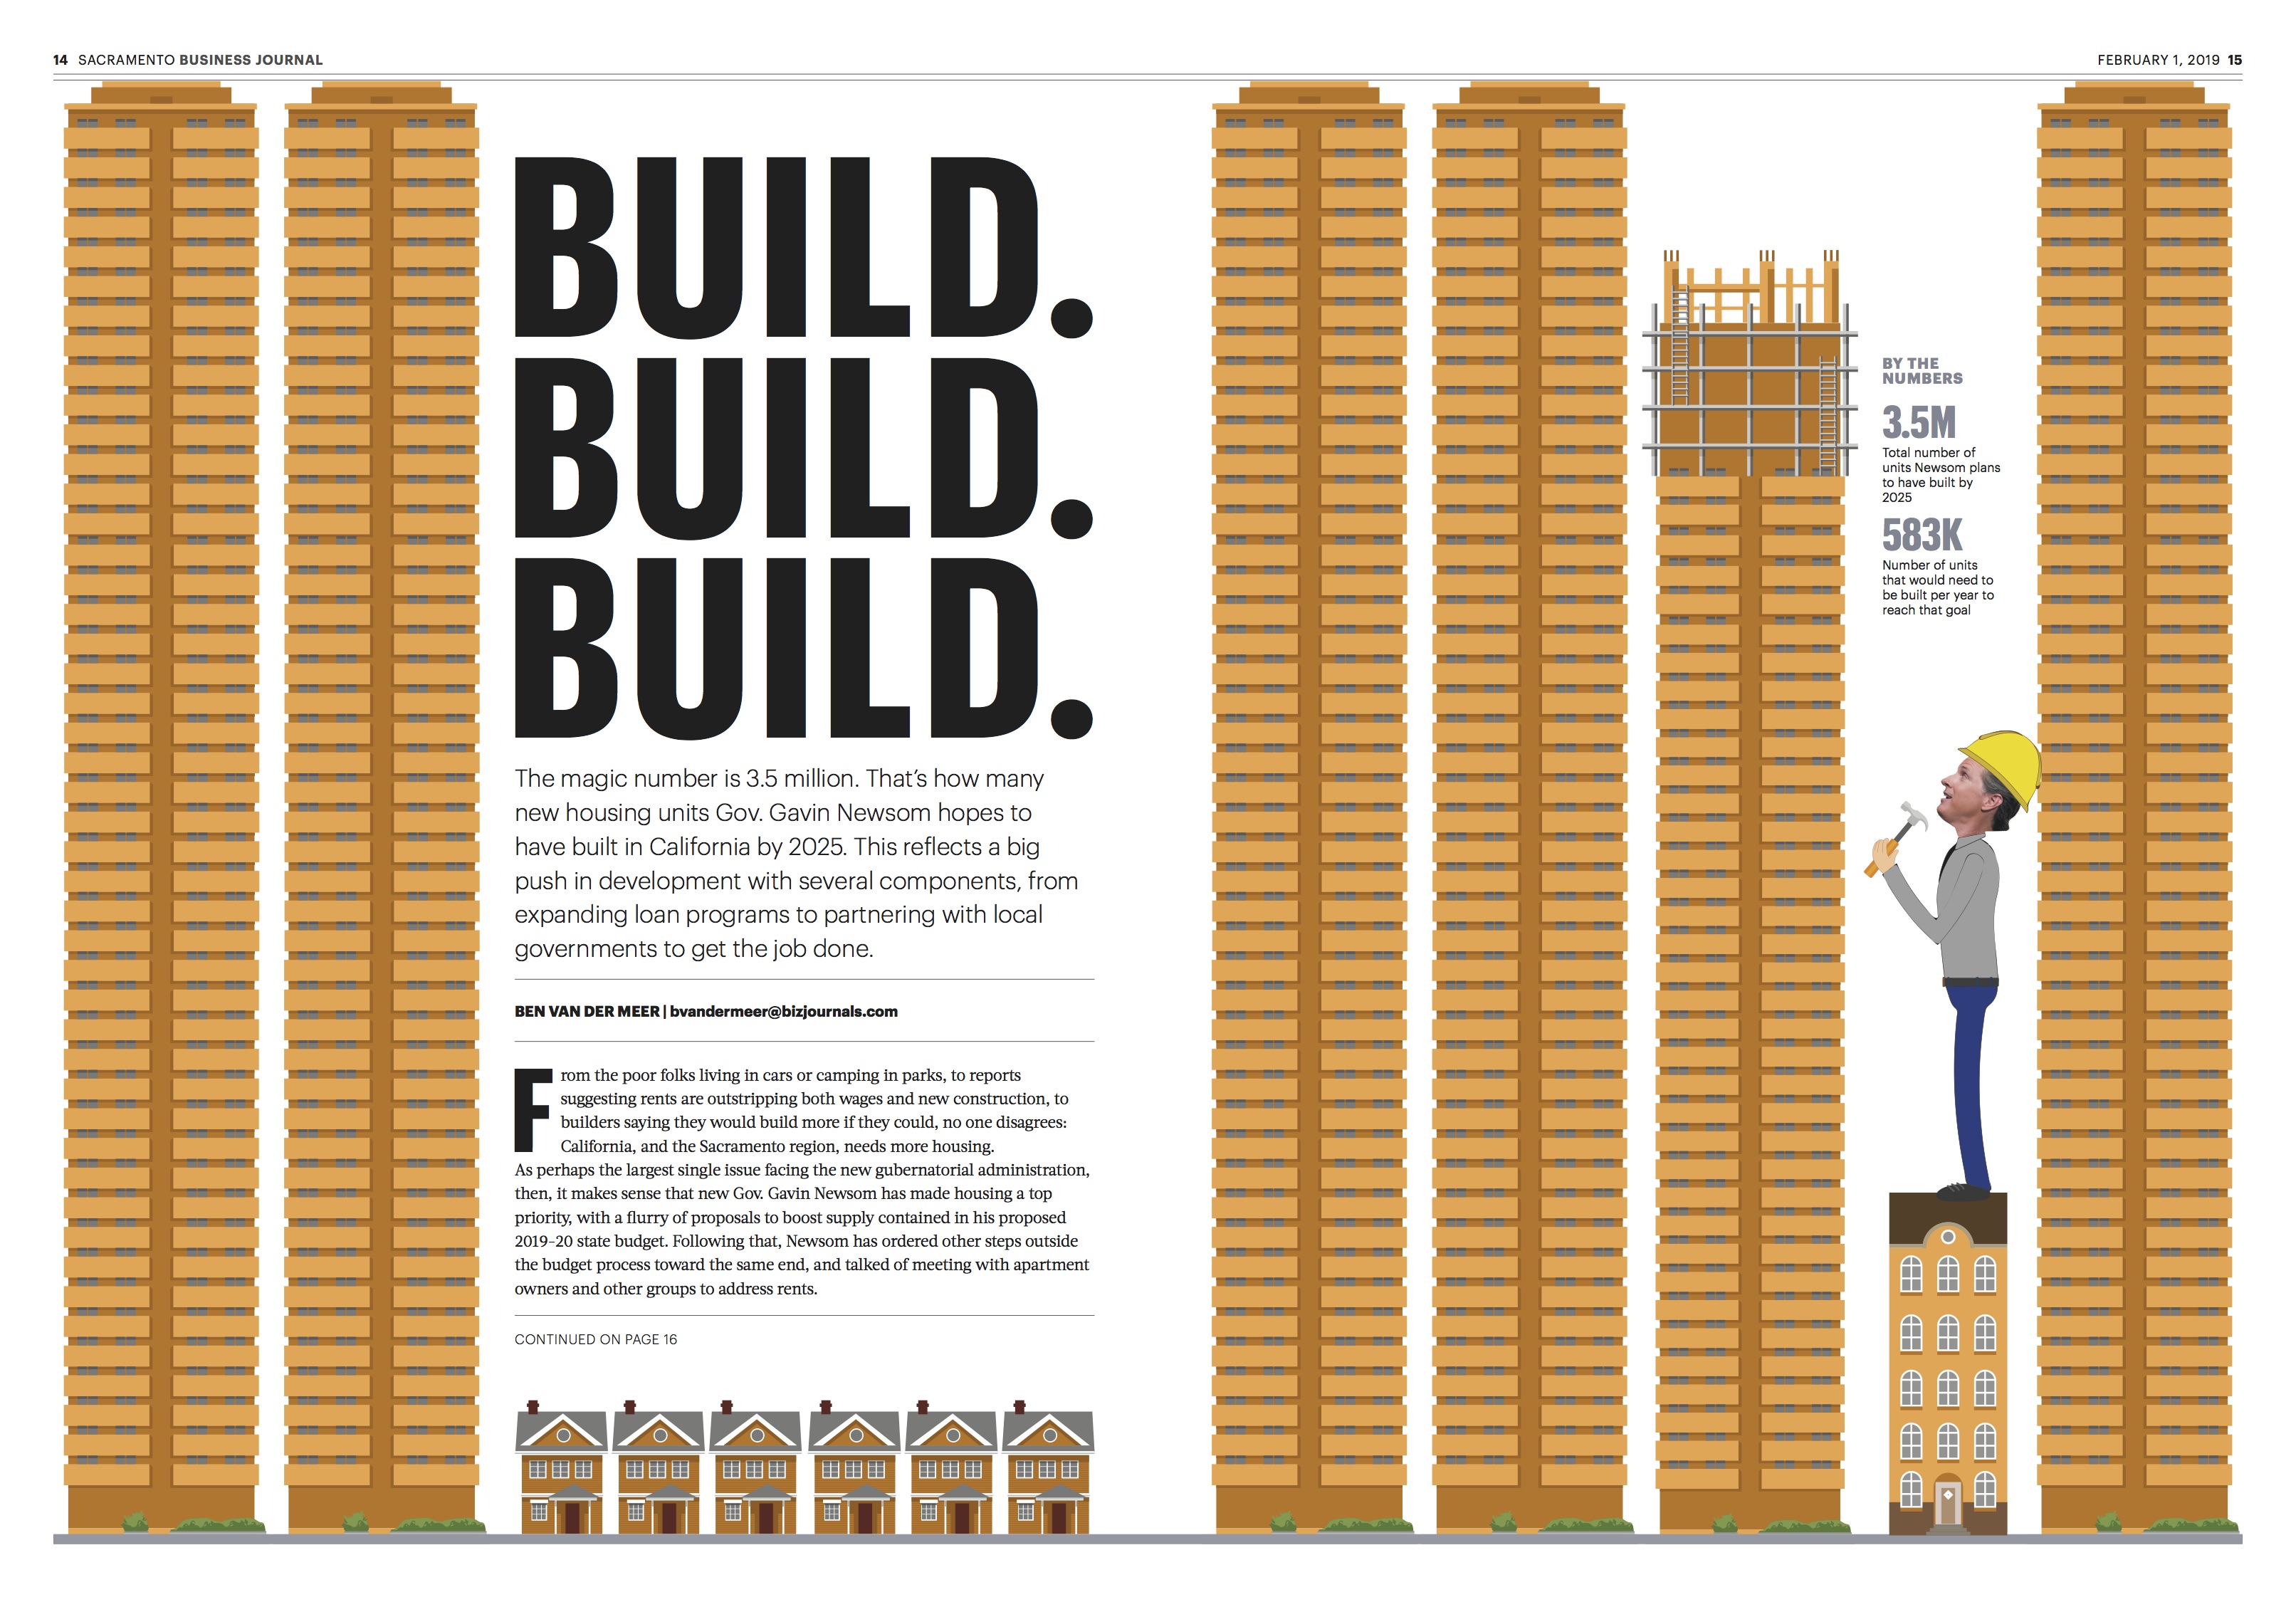 14 SACRAMENTO BUSINESS JOURNAL
FEBRUARY 1, 2019 15
BUILD.
BUILD.
BUILD.
The magic number is 3.5 million. That’s how many
new housing units Gov. Gavin Newsom hopes to
have built in California by 2025. This reflects a big
push in development with several components, from
expanding loan programs to partnering with local
governments to get the job done.
BEN VAN DER MEER | bvandermeer@bizjournals.com
From the poor folks living in cars or camping in parks, to reports
suggesting rents are outstripping both wages and new construction, to
builders saying they would build more if they could, no one disagrees:
California, and the Sacramento region, needs more housing.
As perhaps the largest single issue facing the new gubernatorial administration,
then, it makes sense that new Gov. Gavin Newsom has made housing a top
priority, with a flurry of proposals to boost supply contained in his proposed
2019-20 state budget. Following that, Newsom has ordered other steps outside
the budget process toward the same end, and talked of meeting with apartment
owners and other groups to address rents.
CONTINUED ON PAGE 16
BY THE
NUMBERS
3.5M
Total number of
units Newsom plans
to have built by
2025
583K
Number of units
that would need to
be built per year to
reach that goal